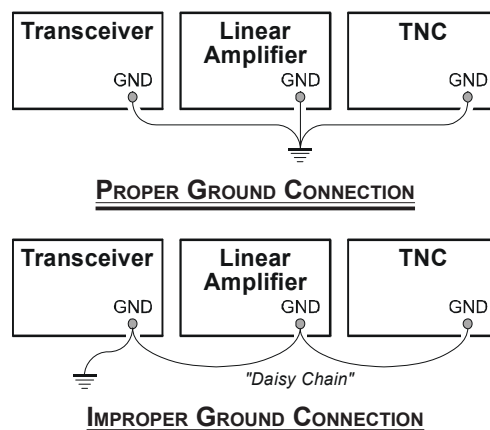 Transceiver
Linear
Amplifier
TNC
GND
GND
GND
PROPER GROUND CONNECTION
Transceiver
Linear
Amplifier
TNC
GND
GND
GND
"Daisy Chain"
IMPROPER GROUND CONNECTION